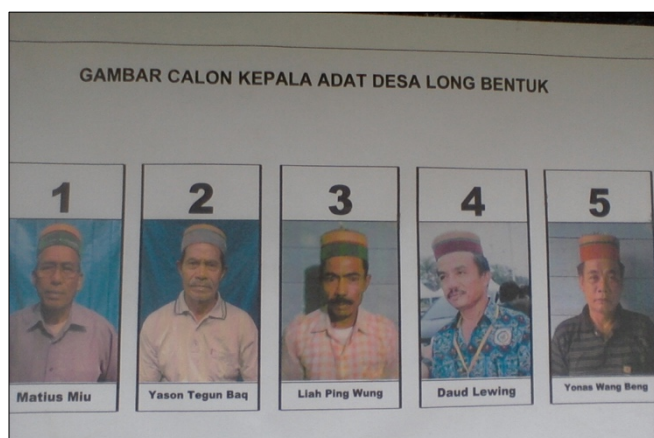 GAMBAR CALON KEPALA ADAT DESA LONG BENTUK
1
2
3
4
5
Matius Miu
Yason Tegun Baq
Liah Ping Wung
Daud Lewing
Yonas Wang Beng